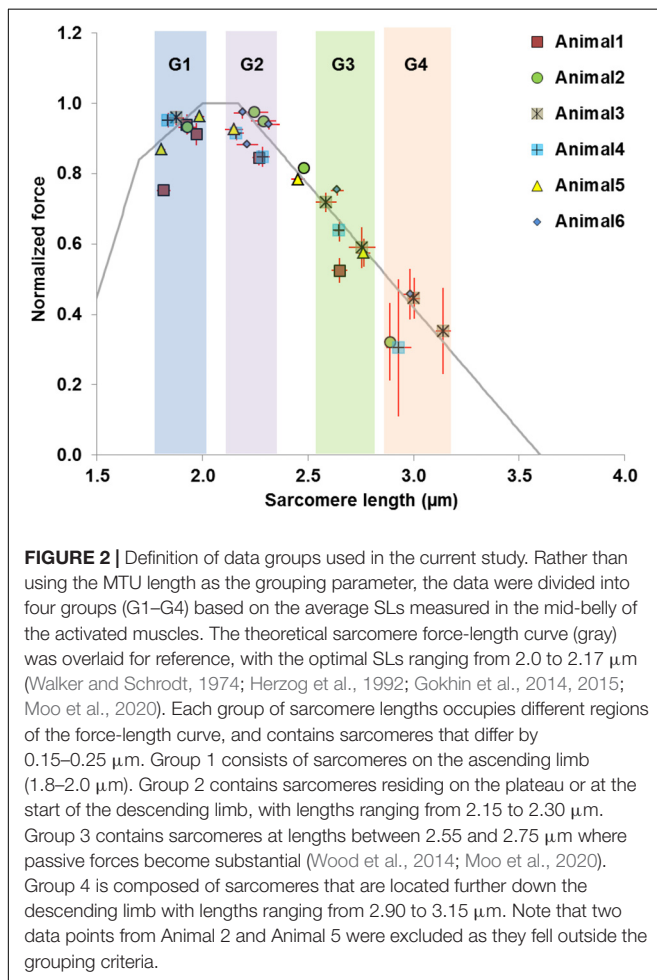 1.2
1.0
0.8
0.6
0.4
0.2
0.0
Normalized force
G1 G2 G3 G4
Animal1
Animal2
Animal3
Animal4
Animal5
Animal6
1.5 2.0 2.5 3.0 3.5 4.0
Sarcomere length (µm)
FIGURE 2 | Definition of data groups used in the current study. Rather than
using the MTU length as the grouping parameter, the data were divided into
four groups (G1–G4) based on the average SLs measured in the mid-belly of
the activated muscles. The theoretical sarcomere force-length curve (gray)
was overlaid for reference, with the optimal SLs ranging from 2.0 to 2.17 µm
(Walker and Schrodt, 1974; Herzog et al., 1992; Gokhin et al., 2014, 2015;
Moo et al., 2020). Each group of sarcomere lengths occupies different regions
of the force-length curve, and contains sarcomeres that differ by
0.15–0.25 µm. Group 1 consists of sarcomeres on the ascending limb
(1.8–2.0 µm). Group 2 contains sarcomeres residing on the plateau or at the
start of the descending limb, with lengths ranging from 2.15 to 2.30 µm.
Group 3 contains sarcomeres at lengths between 2.55 and 2.75 µm where
passive forces become substantial (Wood et al., 2014; Moo et al., 2020).
Group 4 is composed of sarcomeres that are located further down the
descending limb with lengths ranging from 2.90 to 3.15 µm. Note that two
data points from Animal 2 and Animal 5 were excluded as they fell outside the
grouping criteria.